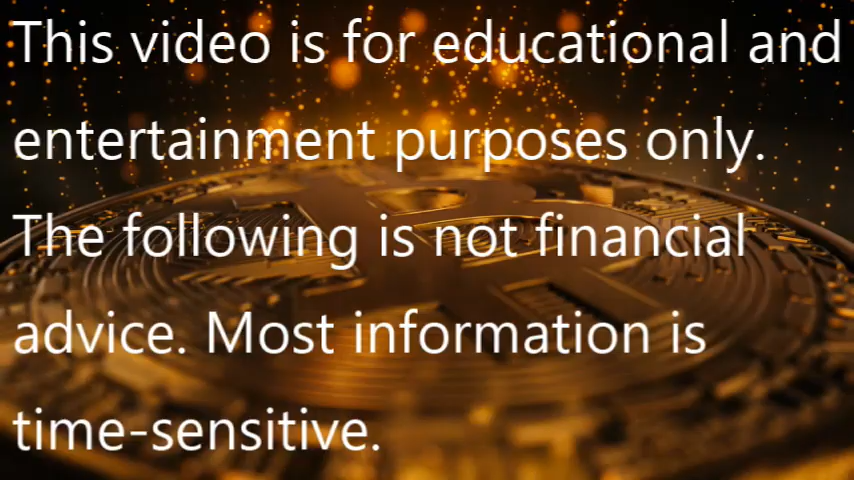 This video is for educational and
entertainment purposes only.
The following is not financial
advice. Most information is
time-sensitive.